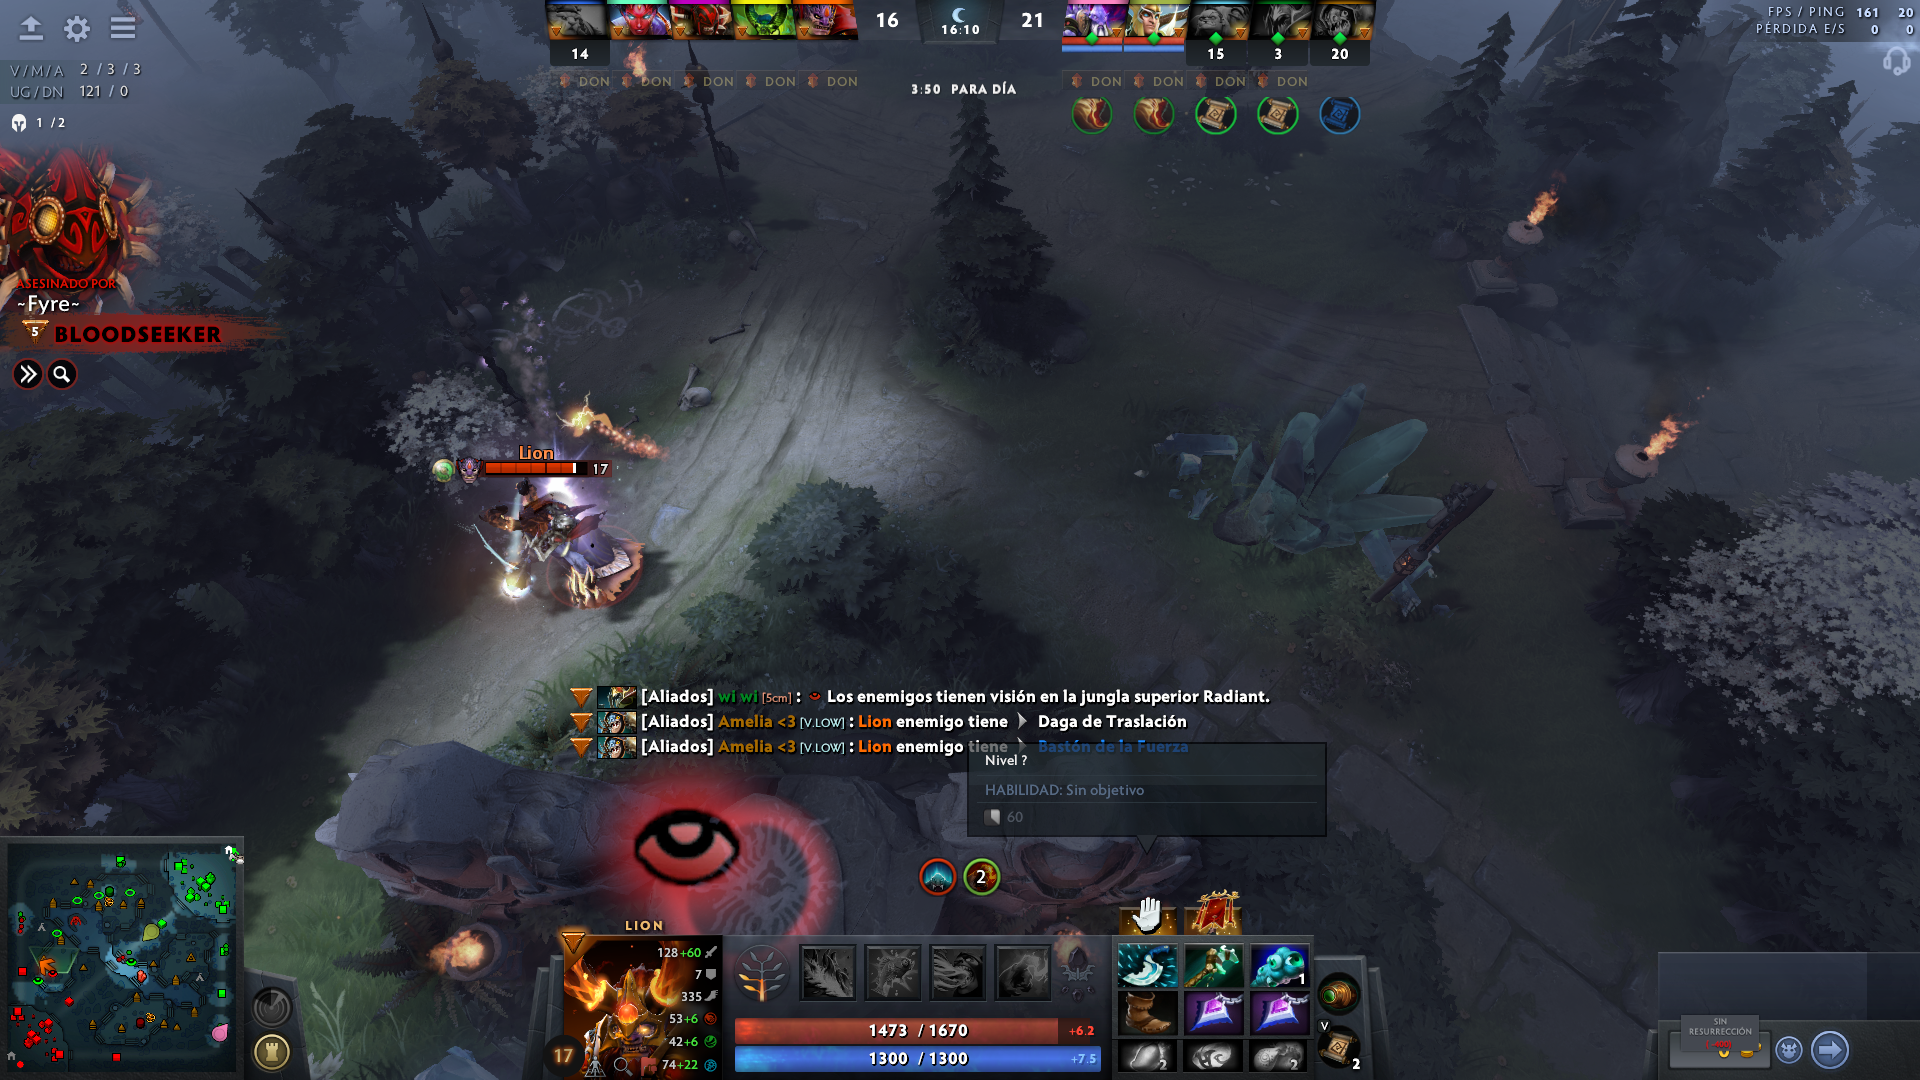 V / M / A 2 / 3 / 3
UG / DN 121 / 0
1 / 2
14
16
16:10
21
15
3
20
FPS / PING 161 20
PÉRDIDA E/S 0 0
DON DON DON DON DON
3:50 PARA DÍA
DON DON DON DON
ASESINADO POR
~Fyre~
5
BLOODSEEKER
Lion
17
[Aliados] wi wi [5cm] : Los enemigos tienen visión en la jungla superior Radiant.
[Aliados] Amelia <3 [V.LOW] : Lion enemigo tiene Daga de Traslación
[Aliados] Amelia <3 [V.LOW] : Lion enemigo tiene Bastón de la Fuerza
Nivel ?
HABILIDAD: Sin objetivo
60
2
LION
128+60
7
335
53+6
42+6
74+22
17
1473 / 1670
+6.2
1300 / 1300
+7.5
1
2
2
V
2
SIN
RESURRECCIÓN